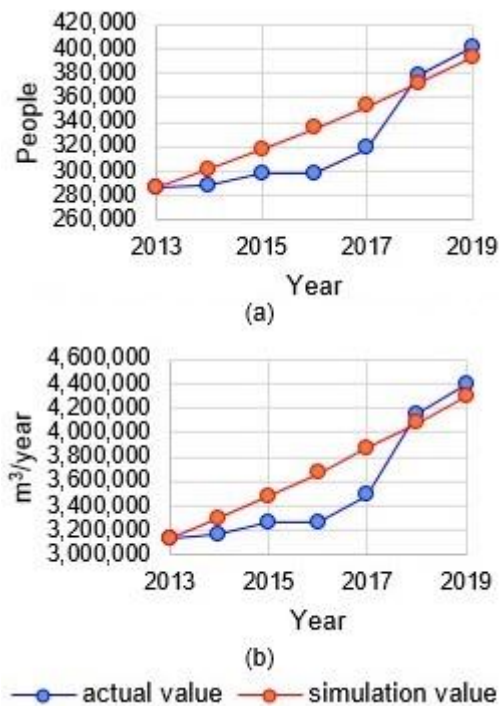 420,000
400,000
380,000
360,000
340,000
320,000
300,000
280,000
260,000
People
2013 2015 2017 2019
Year
(a)
4,600,000
4,400,000
4,200,000
4,000,000
3,800,000
3,600,000
3,400,000
3,200,000
3,000,000
m³/year
2013 2015 2017 2019
Year
(b)
actual value simulation value